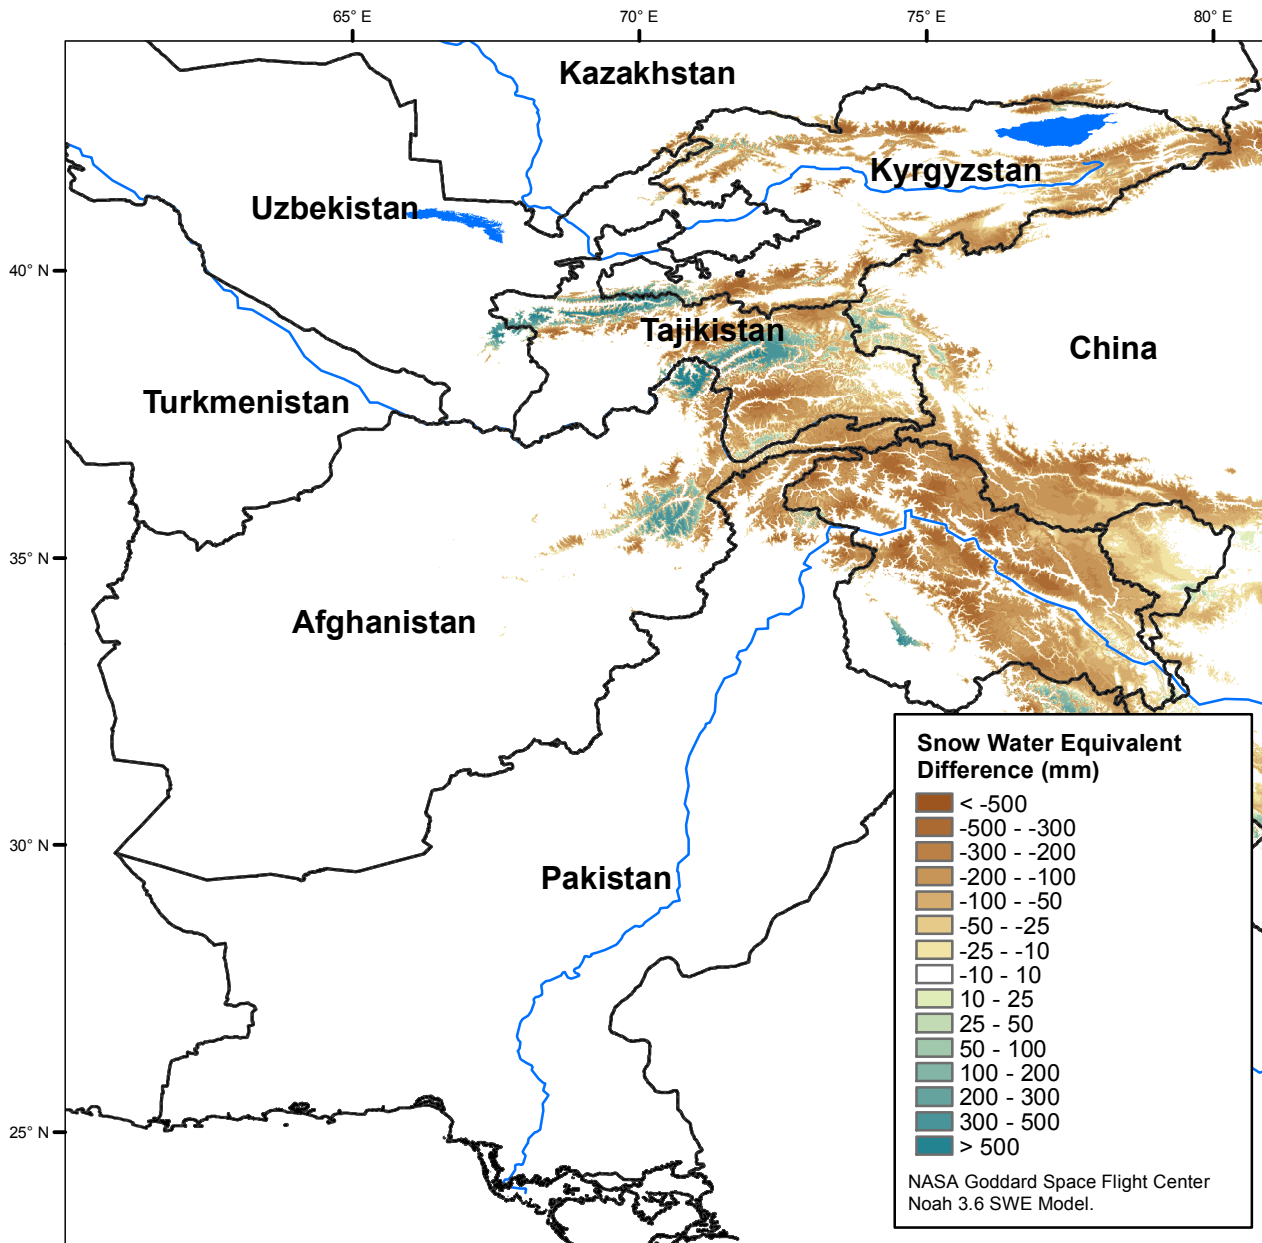 65° E
70° E
75° E
80° E
Kazakhstan
Kyrgyzstan
Uzbekistan
40° N
Tajikistan
China
Turkmenistan
35° N
Afghanistan
Snow Water Equivalent
Difference (mm)
< -500
-500 - -300
-300 - -200
-200 - -100
-100 - -50
-50 - -25
-25 - -10
-10 - 10
10 - 25
25 - 50
50 - 100
100 - 200
200 - 300
300 - 500
> 500
NASA Goddard Space Flight Center
Noah 3.6 SWE Model.
30° N
Pakistan
25° N